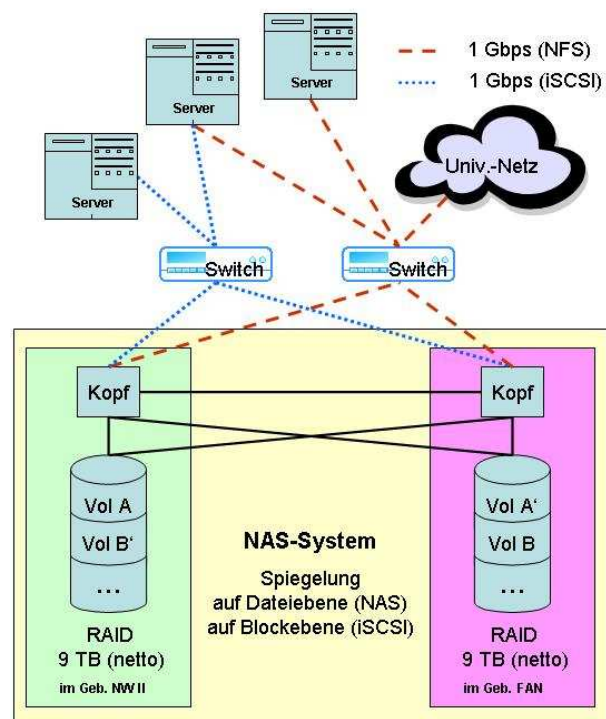 1 Gbps (NFS)
1 Gbps (iSCSI)
Server
Server
Server
Univ.-Netz
Switch
Switch
Kopf
Kopf
Vol A
Vol B'
...
Vol A'
Vol B
...
NAS-System
Spiegelung
auf Dateiebene (NAS)
auf Blockebene (iSCSI)
RAID
9 TB (netto)
im Geb. NW II
RAID
9 TB (netto)
im Geb. FAN